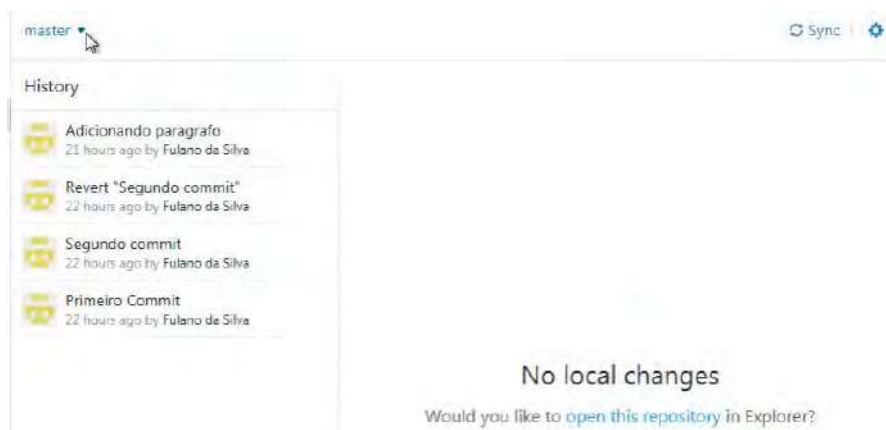 master
Sync
History
Adicionando paragrafo
21 hours ago by Fulano da Silva
Revert "Segundo commit"
22 hours ago by Fulano da Silva
Segundo commit
22 hours ago by Fulano da Silva
Primeiro Commit
22 hours ago by Fulano da Silva
No local changes
Would you like to open this repository in Explorer?